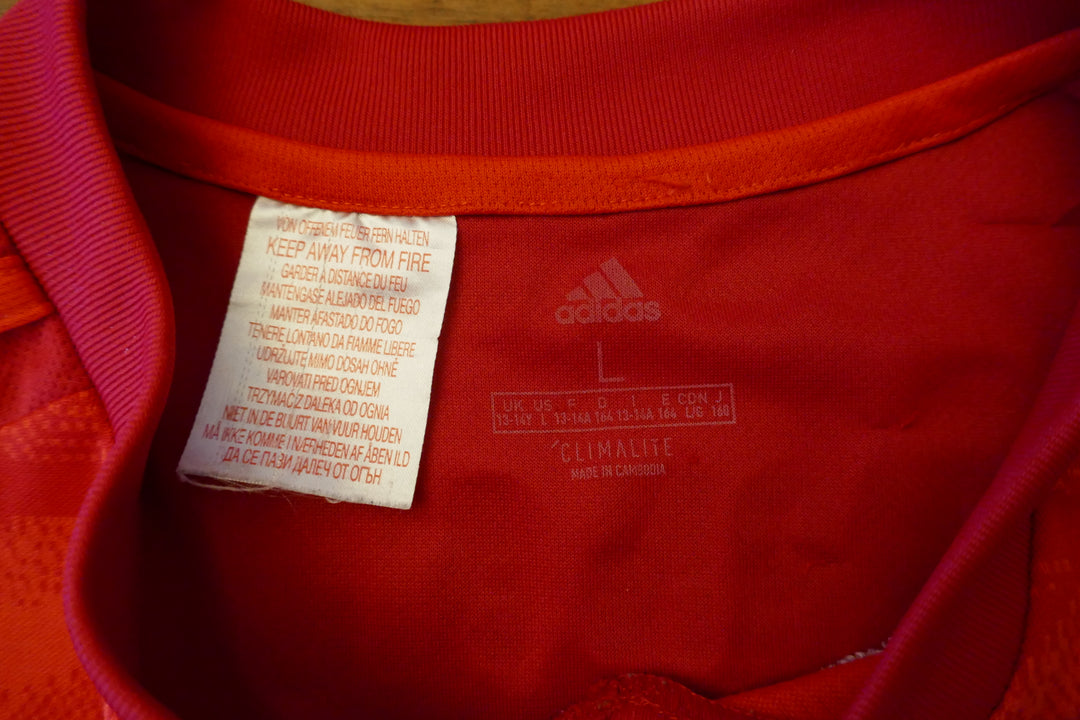 VON OFFENEM FEUER FERN HALTEN
KEEP AWAY FROM FIRE
GARDER À DISTANCE DU FEU
MANTENGASE ALEJADO DEL FUEGO
MANTER AFASTADO DO FOGO
TENERE LONTANO DA FIAMME LIBERE
UDRŽUJTE MIMO DOSAH OHNĚ
VAROVATI PRED OGNJEM
TRZYMAĆ Z DALEKA OD OGNIA
NIET IN DE BUURT VAN VUUR HOUDEN
MÅ IKKE KOMME I NÆRHEDEN AF ÅBEN ILD
ДА СЕ ПАЗИ ДАЛЕЧ ОТ ОГЪН
adidas
L
UK US F D I E CDN J
13-14Y L 13-14A 164 13-14A 164 L/G 160
CLIMALITE
MADE IN CAMBODIA